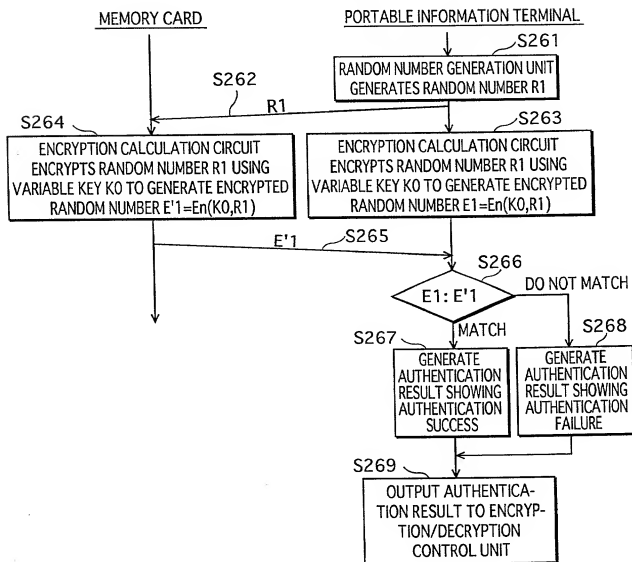 MEMORY CARD
PORTABLE INFORMATION TERMINAL
S261
RANDOM NUMBER GENERATION UNIT
GENERATES RANDOM NUMBER R1
S262
R1
S264
ENCRYPTION CALCULATION CIRCUIT
ENCRYPTS RANDOM NUMBER R1 USING
VARIABLE KEY K0 TO GENERATE ENCRYPTED
RANDOM NUMBER E'1=En(K0,R1)
S263
ENCRYPTION CALCULATION CIRCUIT
ENCRYPTS RANDOM NUMBER R1 USING
VARIABLE KEY K0 TO GENERATE ENCRYPTED
RANDOM NUMBER E1=En(K0,R1)
E'1
S265
S266
E1: E'1
DO NOT MATCH
MATCH
S267
GENERATE
AUTHENTICATION
RESULT SHOWING
AUTHENTICATION
SUCCESS
S268
GENERATE
AUTHENTICATION
RESULT SHOWING
AUTHENTICATION
FAILURE
S269
OUTPUT AUTHENTICA-
TION RESULT TO ENCRYP-
TION/DECRYPTION
CONTROL UNIT